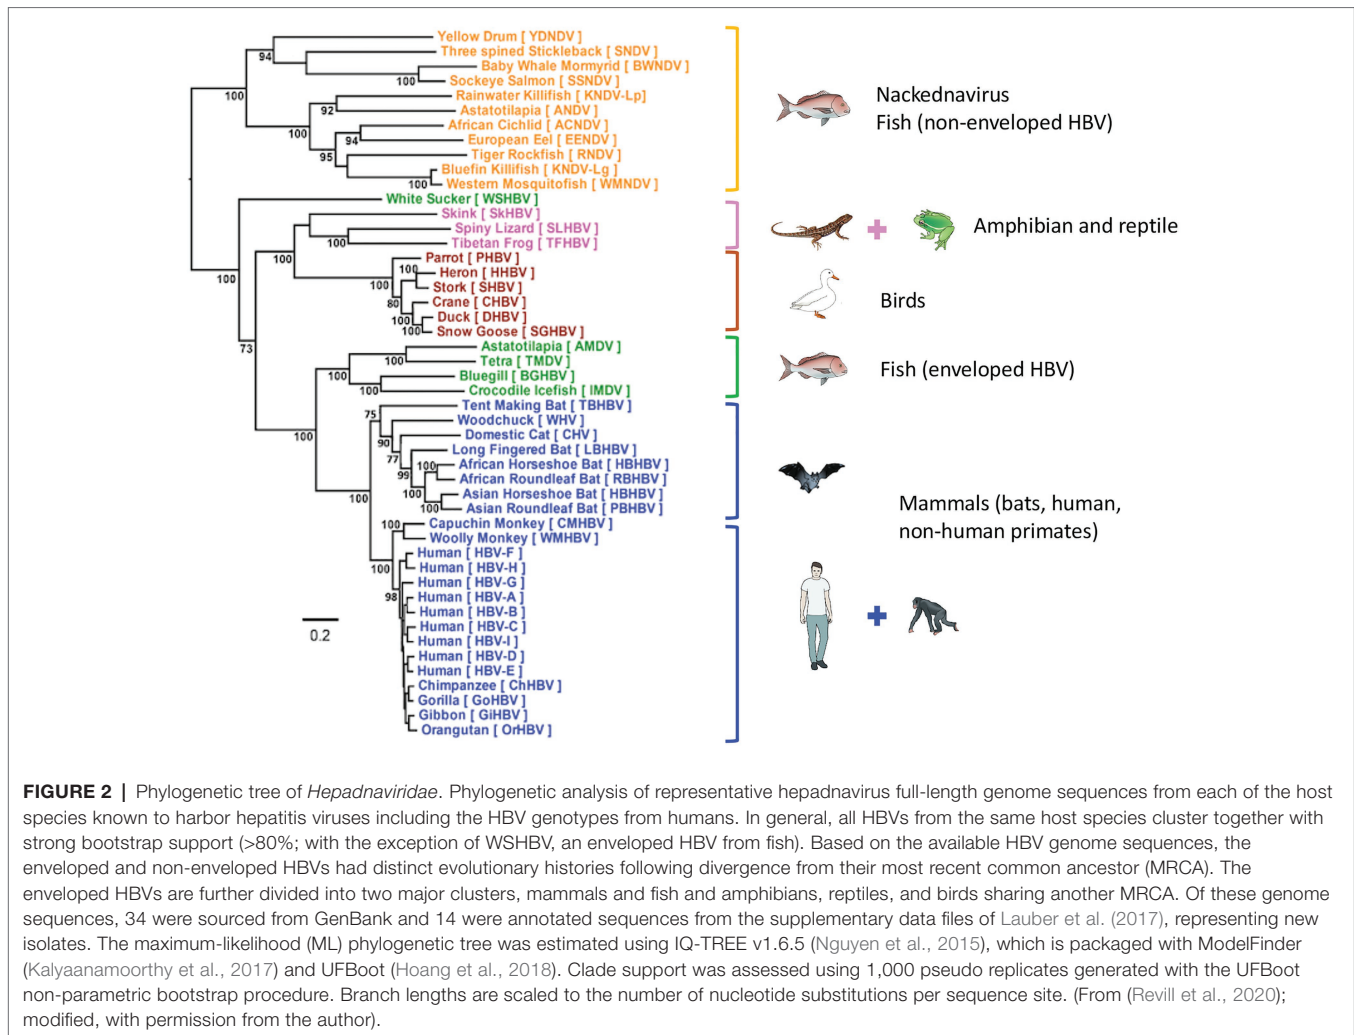 Yellow Drum [ YDNDV ]
94
Three spined Stickleback [ SNDV ]
Baby Whale Mormyrid [ BWNDV ]
100
Sockeye Salmon [ SSNDV ]
100
Rainwater Killifish [ KNDV-Lp]
92
Astatotilapia [ ANDV ]
100
African Cichlid [ ACNDV ]
94
European Eel [ EENDV ]
95
Tiger Rockfish [ RNDV ]
Bluefin Killifish [ KNDV-Lg ]
100
Western Mosquitofish [ WMNDV ]
Nackednavirus
Fish (non-enveloped HBV)
White Sucker [ WSHBV ]
100
Skink [ SkHBV ]
Spiny Lizard [ SLHBV ]
100
Tibetan Frog [ TFHBV ]
Amphibian and reptile
Parrot [ PHBV ]
100
Heron [ HHBV ]
100
Stork [ SHBV ]
80
Crane [ CHBV ]
100
Duck [ DHBV ]
100
Snow Goose [ SGHBV ]
Birds
73
Astatotilapia [ AMDV ]
100
Tetra [ TMDV ]
100
Bluegill [ BGHBV ]
100
Crocodile Icefish [ IMDV ]
Fish (enveloped HBV)
100
Tent Making Bat [ TBHBV ]
75
Woodchuck [ WHV ]
90
Domestic Cat [ CHV ]
77
Long Fingered Bat [ LBHBV ]
99
100
African Horseshoe Bat [ HBHBV ]
African Roundleaf Bat [ RBHBV ]
100
Asian Horseshoe Bat [ HBHBV ]
100
Asian Roundleaf Bat [ PBHBV ]
100
Mammals (bats, human,
non-human primates)
100
Capuchin Monkey [ CMHBV ]
Woolly Monkey [ WMHBV ]
100
Human [ HBV-F ]
Human [ HBV-H ]
Human [ HBV-G ]
98
Human [ HBV-A ]
Human [ HBV-B ]
Human [ HBV-C ]
Human [ HBV-I ]
Human [ HBV-D ]
Human [ HBV-E ]
Chimpanzee [ ChHBV ]
Gorilla [ GoHBV ]
Gibbon [ GiHBV ]
Orangutan [ OrHBV ]
0.2
FIGURE 2 | Phylogenetic tree of Hepadnaviridae. Phylogenetic analysis of representative hepadnavirus full-length genome sequences from each of the host
species known to harbor hepatitis viruses including the HBV genotypes from humans. In general, all HBVs from the same host species cluster together with
strong bootstrap support (>80%; with the exception of WSHBV, an enveloped HBV from fish). Based on the available HBV genome sequences, the
enveloped and non-enveloped HBVs had distinct evolutionary histories following divergence from their most recent common ancestor (MRCA). The
enveloped HBVs are further divided into two major clusters, mammals and fish and amphibians, reptiles, and birds sharing another MRCA. Of these genome
sequences, 34 were sourced from GenBank and 14 were annotated sequences from the supplementary data files of Lauber et al. (2017), representing new
isolates. The maximum-likelihood (ML) phylogenetic tree was estimated using IQ-TREE v1.6.5 (Nguyen et al., 2015), which is packaged with ModelFinder
(Kalyaanamoorthy et al., 2017) and UFBoot (Hoang et al., 2018). Clade support was assessed using 1,000 pseudo replicates generated with the UFBoot
non-parametric bootstrap procedure. Branch lengths are scaled to the number of nucleotide substitutions per sequence site. (From (Revill et al., 2020);
modified, with permission from the author).